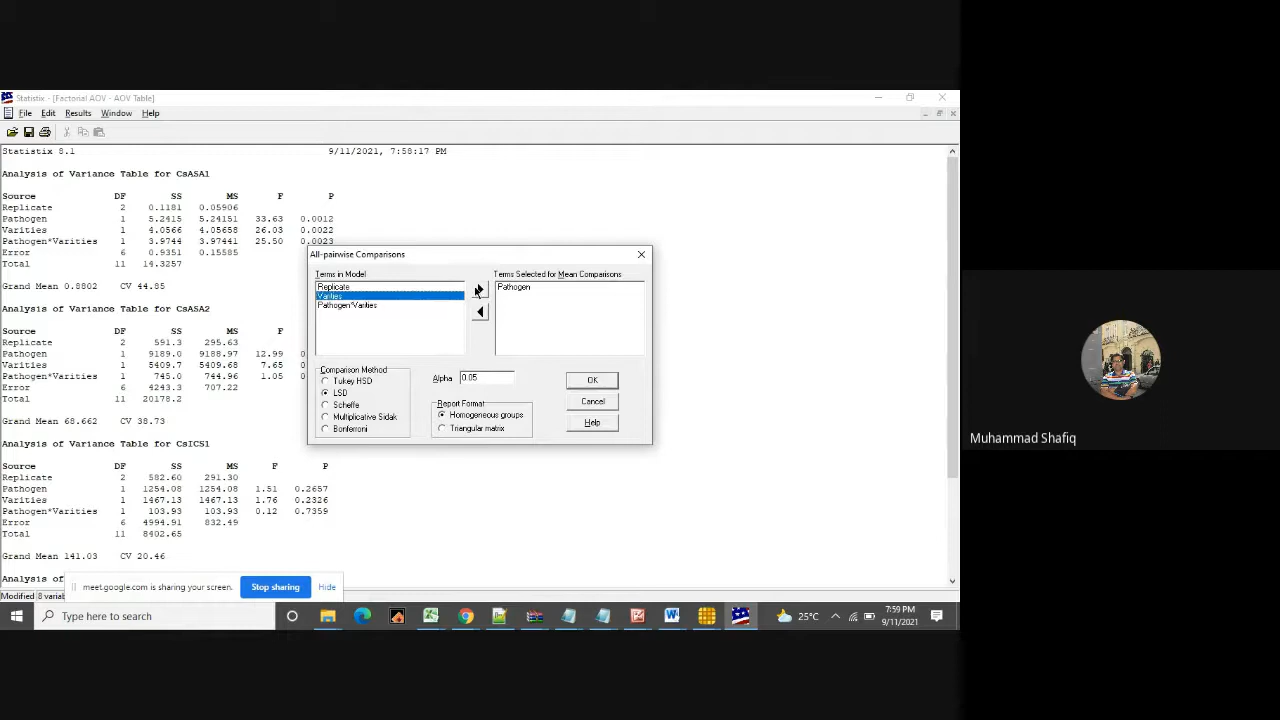 Statistix - [Factorial AOV - AOV Table]
File Edit Results Window Help
Statistix 8.1 9/11/2021, 7:58:17 PM
Analysis of Variance Table for CsASA1
Source DF SS MS F P
Replicate 2 0.1181 0.05906
Pathogen 1 5.2415 5.24151 33.63 0.0012
Varities 1 4.0566 4.05658 26.03 0.0022
Pathogen*Varities 1 3.9744 3.97441 25.50 0.0023
Error 6 0.9351 0.15585
Total 11 14.3257
Grand Mean 0.8802 CV 44.85
Analysis of Variance Table for CsASA2
Source DF SS MS F
Replicate 2 591.3 295.63
Pathogen 1 9189.0 9188.97 12.99 0
Varities 1 5409.7 5409.68 7.65 0
Pathogen*Varities 1 745.0 744.96 1.05 0
Error 6 4243.3 707.22
Total 11 20178.2
Grand Mean 68.662 CV 38.73
Analysis of Variance Table for CsICS1
Source DF SS MS F P
Replicate 2 582.60 291.30
Pathogen 1 1254.08 1254.08 1.51 0.2657
Varities 1 1467.13 1467.13 1.76 0.2326
Pathogen*Varities 1 103.93 103.93 0.12 0.7359
Error 6 4994.91 832.49
Total 11 8402.65
Grand Mean 141.03 CV 20.46
Analysis of
All-pairwise Comparisons
Terms in Model
Replicate
Varities
Pathogen*Varities
Terms Selected for Mean Comparisons
Pathogen
Comparison Method
Tukey HSD
LSD
Scheffe
Multiplicative Sidak
Bonferroni
Alpha 0.05
Report Format
Homogeneous groups
Triangular matrix
OK
Cancel
Help
meet.google.com is sharing your screen. Stop sharing Hide
Modified 8 variab
Type here to search
25°C
7:59 PM
9/11/2021
Muhammad Shafiq